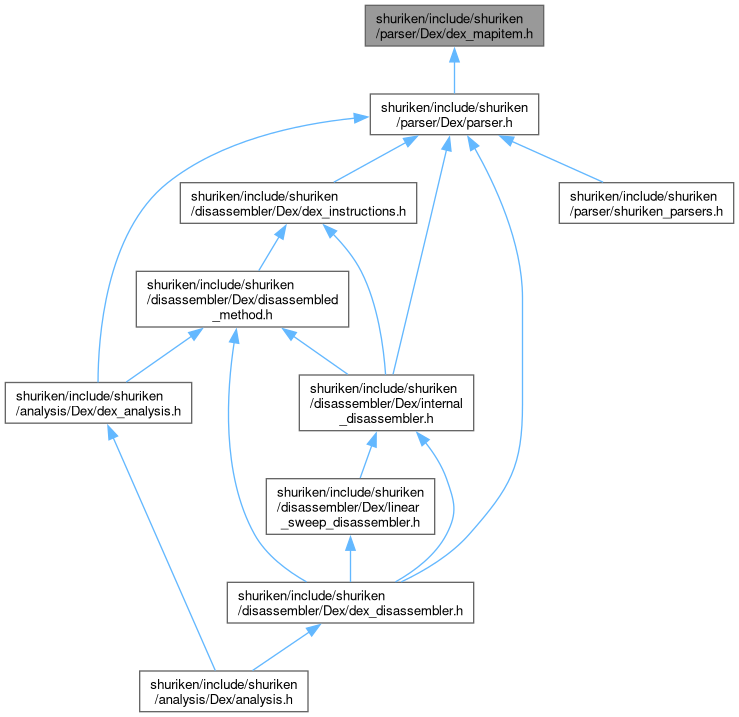 shuriken/include/shuriken
/parser/Dex/dex_mapitem.h
shuriken/include/shuriken
/parser/Dex/parser.h
shuriken/include/shuriken
/disassembler/Dex/dex_instructions.h
shuriken/include/shuriken
/parser/shuriken_parsers.h
shuriken/include/shuriken
/disassembler/Dex/disassembled
_method.h
shuriken/include/shuriken
/analysis/Dex/dex_analysis.h
shuriken/include/shuriken
/disassembler/Dex/internal
_disassembler.h
shuriken/include/shuriken
/disassembler/Dex/linear
_sweep_disassembler.h
shuriken/include/shuriken
/disassembler/Dex/dex_disassembler.h
shuriken/include/shuriken
/analysis/Dex/analysis.h